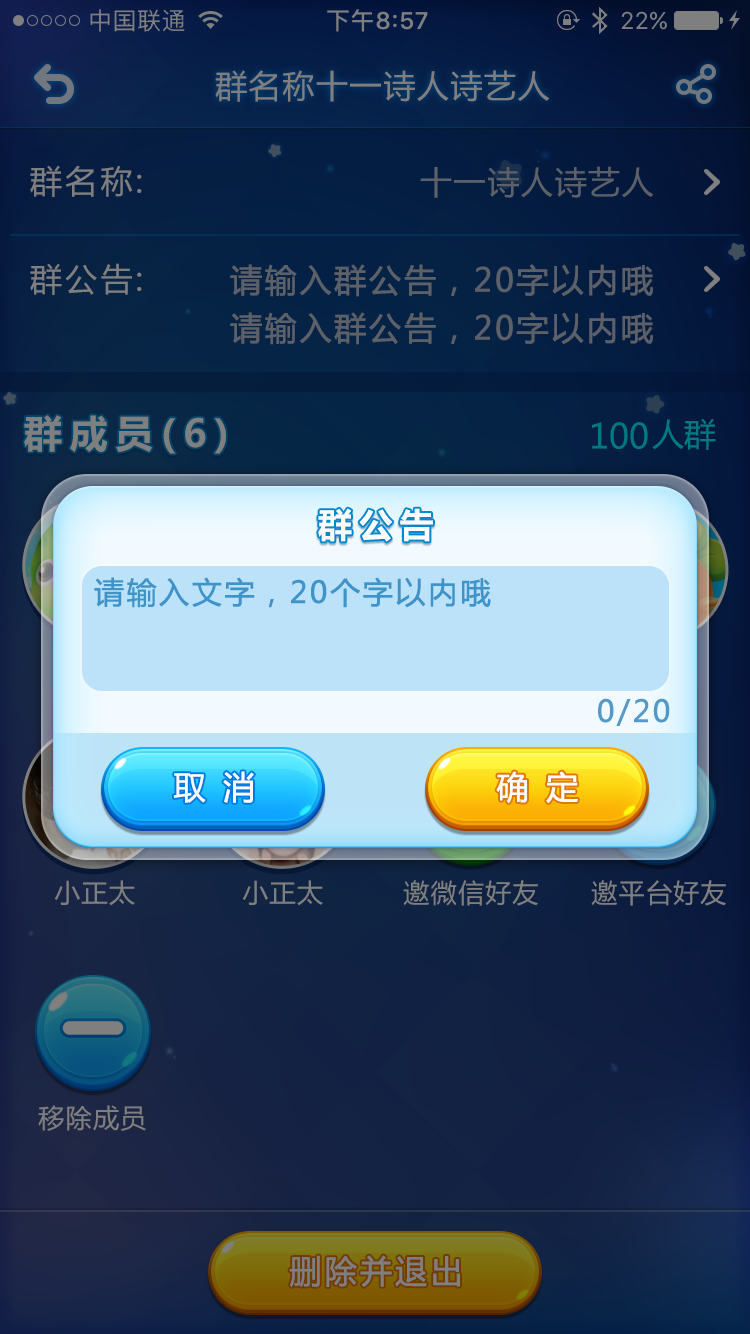 中国联通 下午8:57 22%
群名称十一诗人诗艺人
群名称: 十一诗人诗艺人
群公告: 请输入群公告，20字以内哦
请输入群公告，20字以内哦
群成员(6) 100人群
群公告
请输入文字，20个字以内哦
0/20
取消 确定
小正太 小正太 邀微信好友 邀平台好友
移除成员
删除并退出